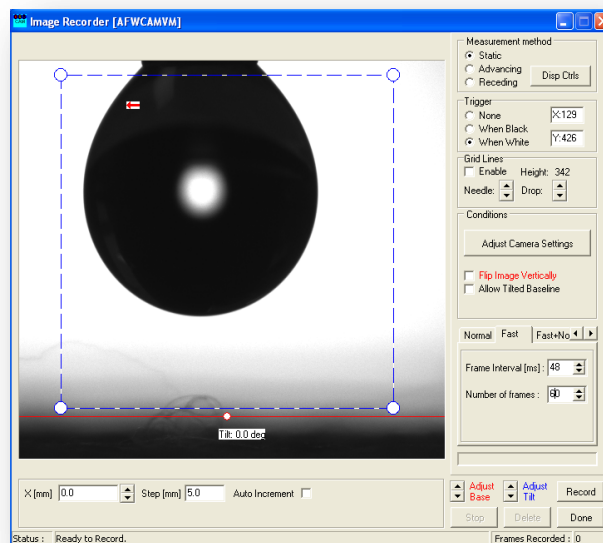 Image Recorder [AFWCAMVM]
Measurement method
Static
Advancing
Receding
Disp Ctrls
Trigger
None
When Black
When White
X:129
Y:426
Grid Lines
Enable Height: 342
Needle: Drop:
Conditions
Adjust Camera Settings
Flip Image Vertically
Allow Tilted Baseline
Normal Fast Fast+No
Frame Interval [ms] : 48
Number of frames : 60
Tilt: 0.0 deg
X [mm] 0.0 Step [mm] 5.0 Auto Increment
Adjust Base Adjust Tilt Record
Stop Delete Done
Status : Ready to Record. Frames Recorded : 0